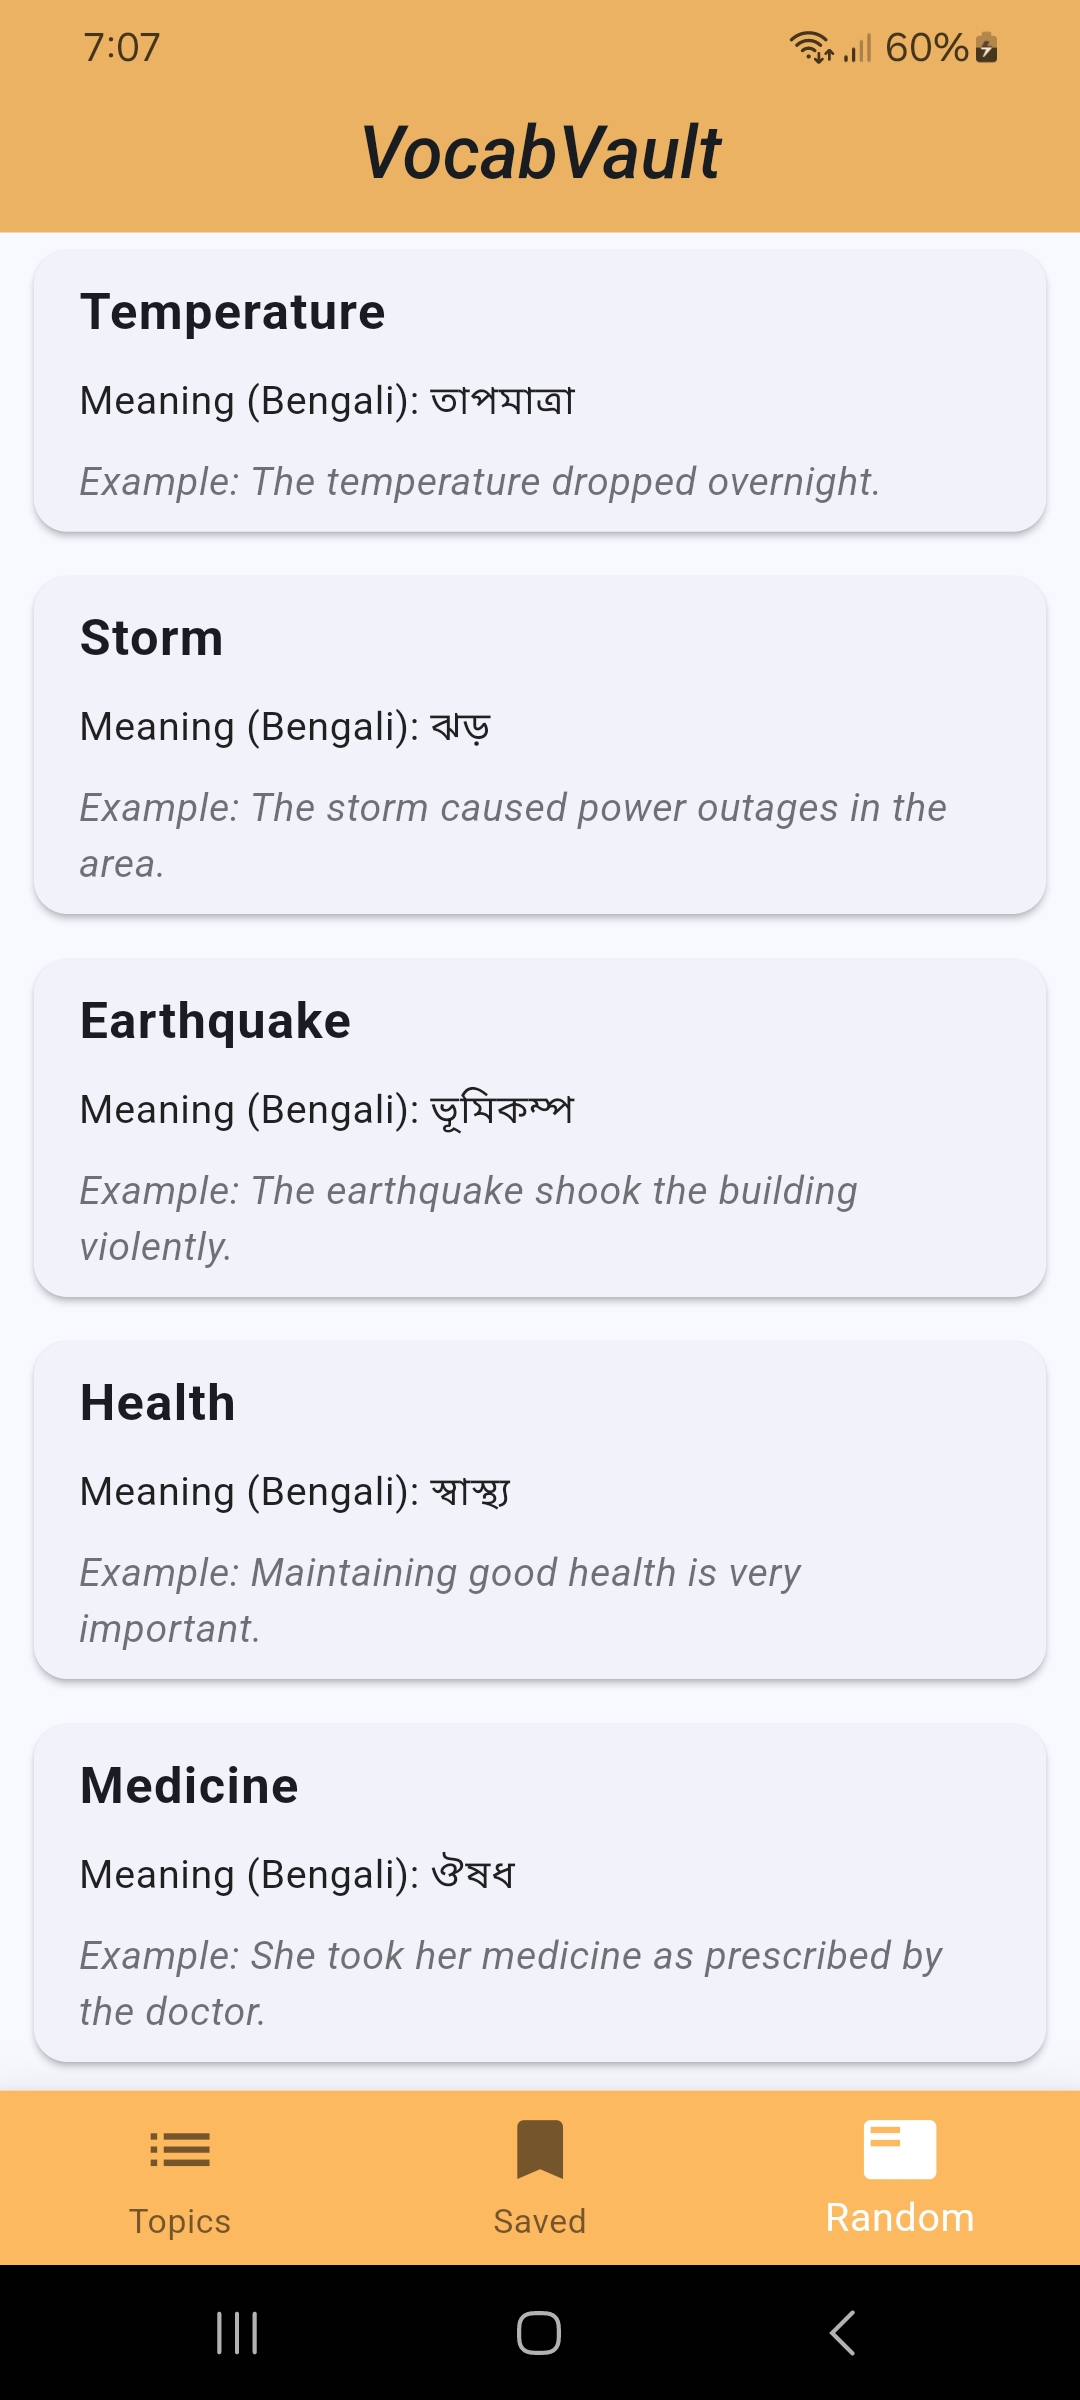 7:07
60%
VocabVault
Temperature
Meaning (Bengali): তাপমাত্রা
Example: The temperature dropped overnight.
Storm
Meaning (Bengali): ঝড়
Example: The storm caused power outages in the
area.
Earthquake
Meaning (Bengali): ভূমিকম্প
Example: The earthquake shook the building
violently.
Health
Meaning (Bengali): স্বাস্থ্য
Example: Maintaining good health is very
important.
Medicine
Meaning (Bengali): ঔষধ
Example: She took her medicine as prescribed by
the doctor.
Topics
Saved
Random